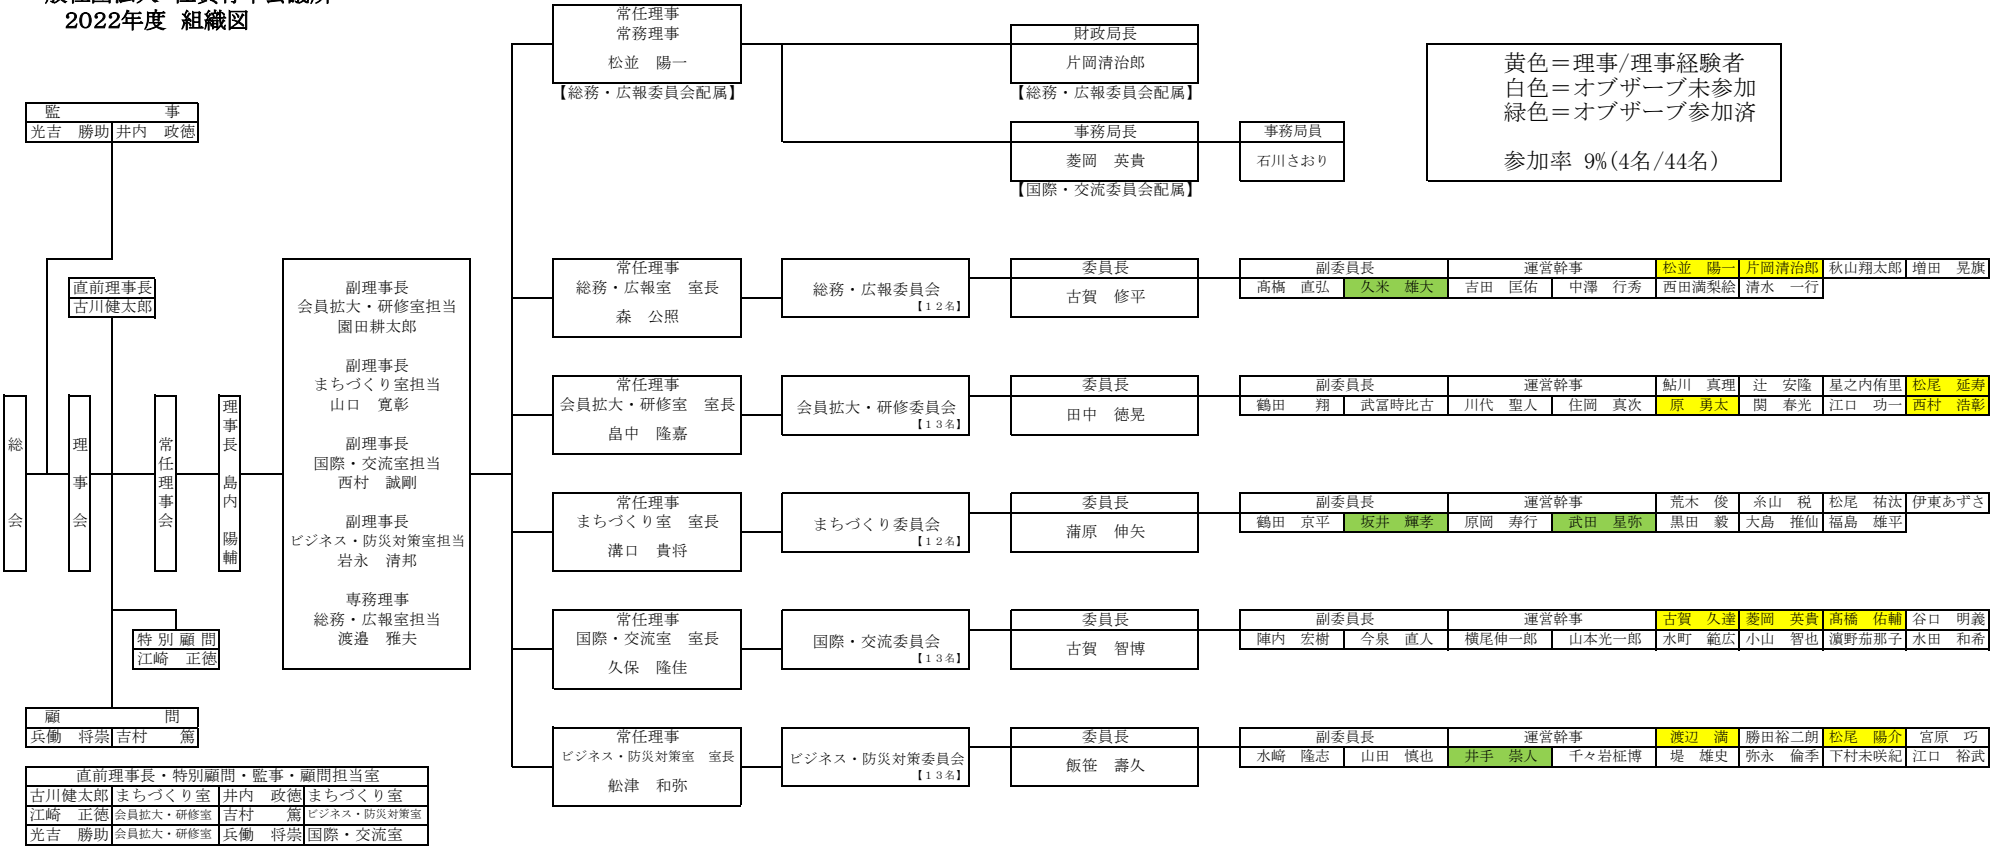 2022年度 組織図
監 事
光吉 勝助 井内 政徳
直前理事長
古川健太郎
総会
理事会
常任理事会
理事長 島内 陽輔
特別顧問
江崎 正徳
顧 問
兵働 将崇 吉村 篤
直前理事長・特別顧問・監事・顧問担当室
古川健太郎 まちづくり室 井内 政徳 まちづくり室
江崎 正徳 会員拡大・研修室 吉村 篤 ビジネス・防災対策室
光吉 勝助 会員拡大・研修室 兵働 将崇 国際・交流室
副理事長
会員拡大・研修室担当
園田耕太郎
副理事長
まちづくり室担当
山口 寛彰
副理事長
国際・交流室担当
西村 誠剛
副理事長
ビジネス・防災対策室担当
岩永 清邦
専務理事
総務・広報室担当
渡邉 雅夫
常任理事
常務理事
松並 陽一
【総務・広報委員会配属】
財政局長
片岡清治郎
【総務・広報委員会配属】
事務局長
菱岡 英貴
【国際・交流委員会配属】
事務局員
石川さおり
黄色＝理事/理事経験者
白色＝オブザーブ未参加
緑色＝オブザーブ参加済
参加率 9%(4名/44名)
常任理事
総務・広報室 室長
森 公照
総務・広報委員会
【12名】
委員長
古賀 修平
副委員長 運営幹事 松並 陽一 片岡清治郎 秋山翔太郎 増田 晃旗
髙橋 直弘 久米 雄大 吉田 匡佑 中澤 行秀 西田満梨絵 清水 一行
常任理事
会員拡大・研修室 室長
畠中 隆嘉
会員拡大・研修委員会
【13名】
委員長
田中 徳晃
副委員長 運営幹事 鮎川 真理 辻 安隆 星之内侑里 松尾 延寿
鶴田 翔 武冨時比古 川代 聖人 住岡 真次 原 勇太 関 春光 江口 功一 西村 浩彰
常任理事
まちづくり室 室長
溝口 貴将
まちづくり委員会
【12名】
委員長
蒲原 伸矢
副委員長 運営幹事 荒木 俊 糸山 税 松尾 祐汰 伊東あずさ
鶴田 京平 坂井 輝孝 原岡 寿行 武田 星弥 黒田 毅 大島 推仙 福島 雄平
常任理事
国際・交流室 室長
久保 隆佳
国際・交流委員会
【13名】
委員長
古賀 智博
副委員長 運営幹事 古賀 久達 菱岡 英貴 髙橋 佑輔 谷口 明義
陣内 宏樹 今泉 直人 横尾伸一郎 山本光一郎 水町 範広 小山 智也 濵野茄那子 水田 和希
常任理事
ビジネス・防災対策室 室長
舩津 和弥
ビジネス・防災対策委員会
【13名】
委員長
飯笹 壽久
副委員長 運営幹事 渡辺 満 勝田裕二朗 松尾 陽介 宮原 巧
水﨑 隆志 山田 慎也 井手 崇人 千々岩柾博 堤 雄史 弥永 倫季 下村未咲紀 江口 裕武